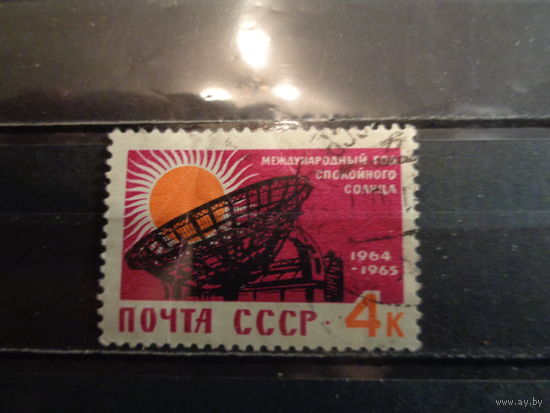 МЕЖДУНАРОДНЫЙ ГОД
СПОКОЙНОГО
СОЛНЦА
1964
-1965
ПОЧТА СССР 4к
www.ay.by